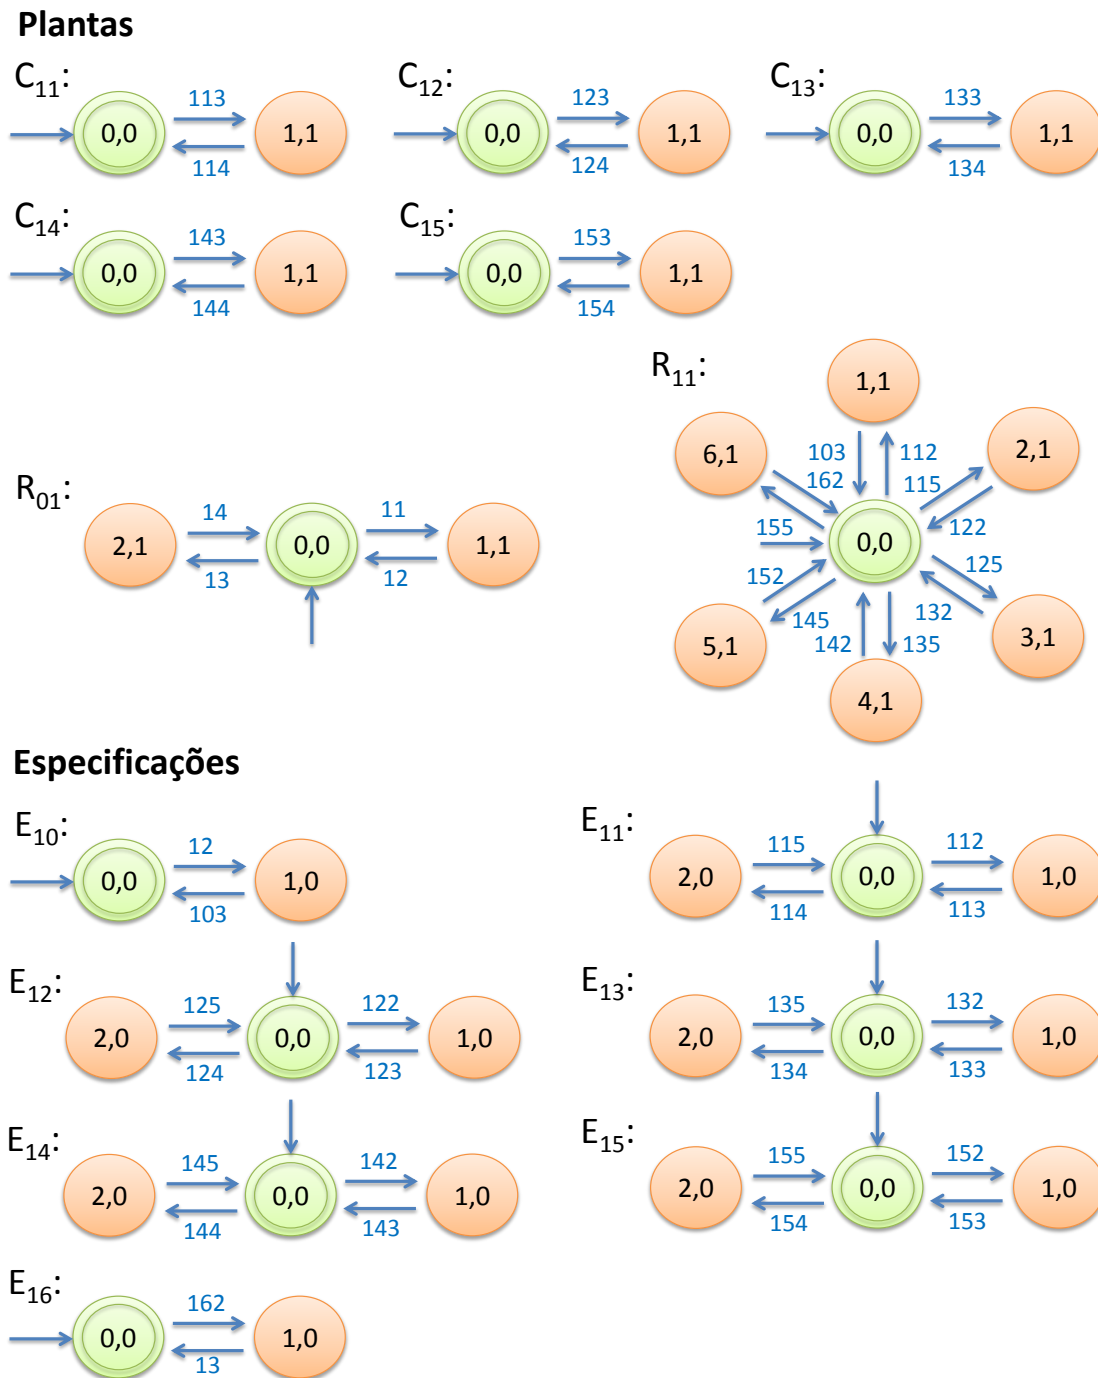 Plantas
C11: 113 0,0 1,1 114
C12: 123 0,0 1,1 124
C13: 133 0,0 1,1 134
C14: 143 0,0 1,1 144
C15: 153 0,0 1,1 154
R01: 14 11 2,1 0,0 1,1 13 12
R11: 1,1
6,1 103 112 2,1
162 115
155 0,0 122
152 125
145 132
5,1 142 135 3,1
4,1
Especificações
E10: 12 0,0 1,0 103
E11: 115 112 2,0 0,0 1,0 114 113
E12: 125 122 2,0 0,0 1,0 124 123
E13: 135 132 2,0 0,0 1,0 134 133
E14: 145 142 2,0 0,0 1,0 144 143
E15: 155 152 2,0 0,0 1,0 154 153
E16: 162 0,0 1,0 13